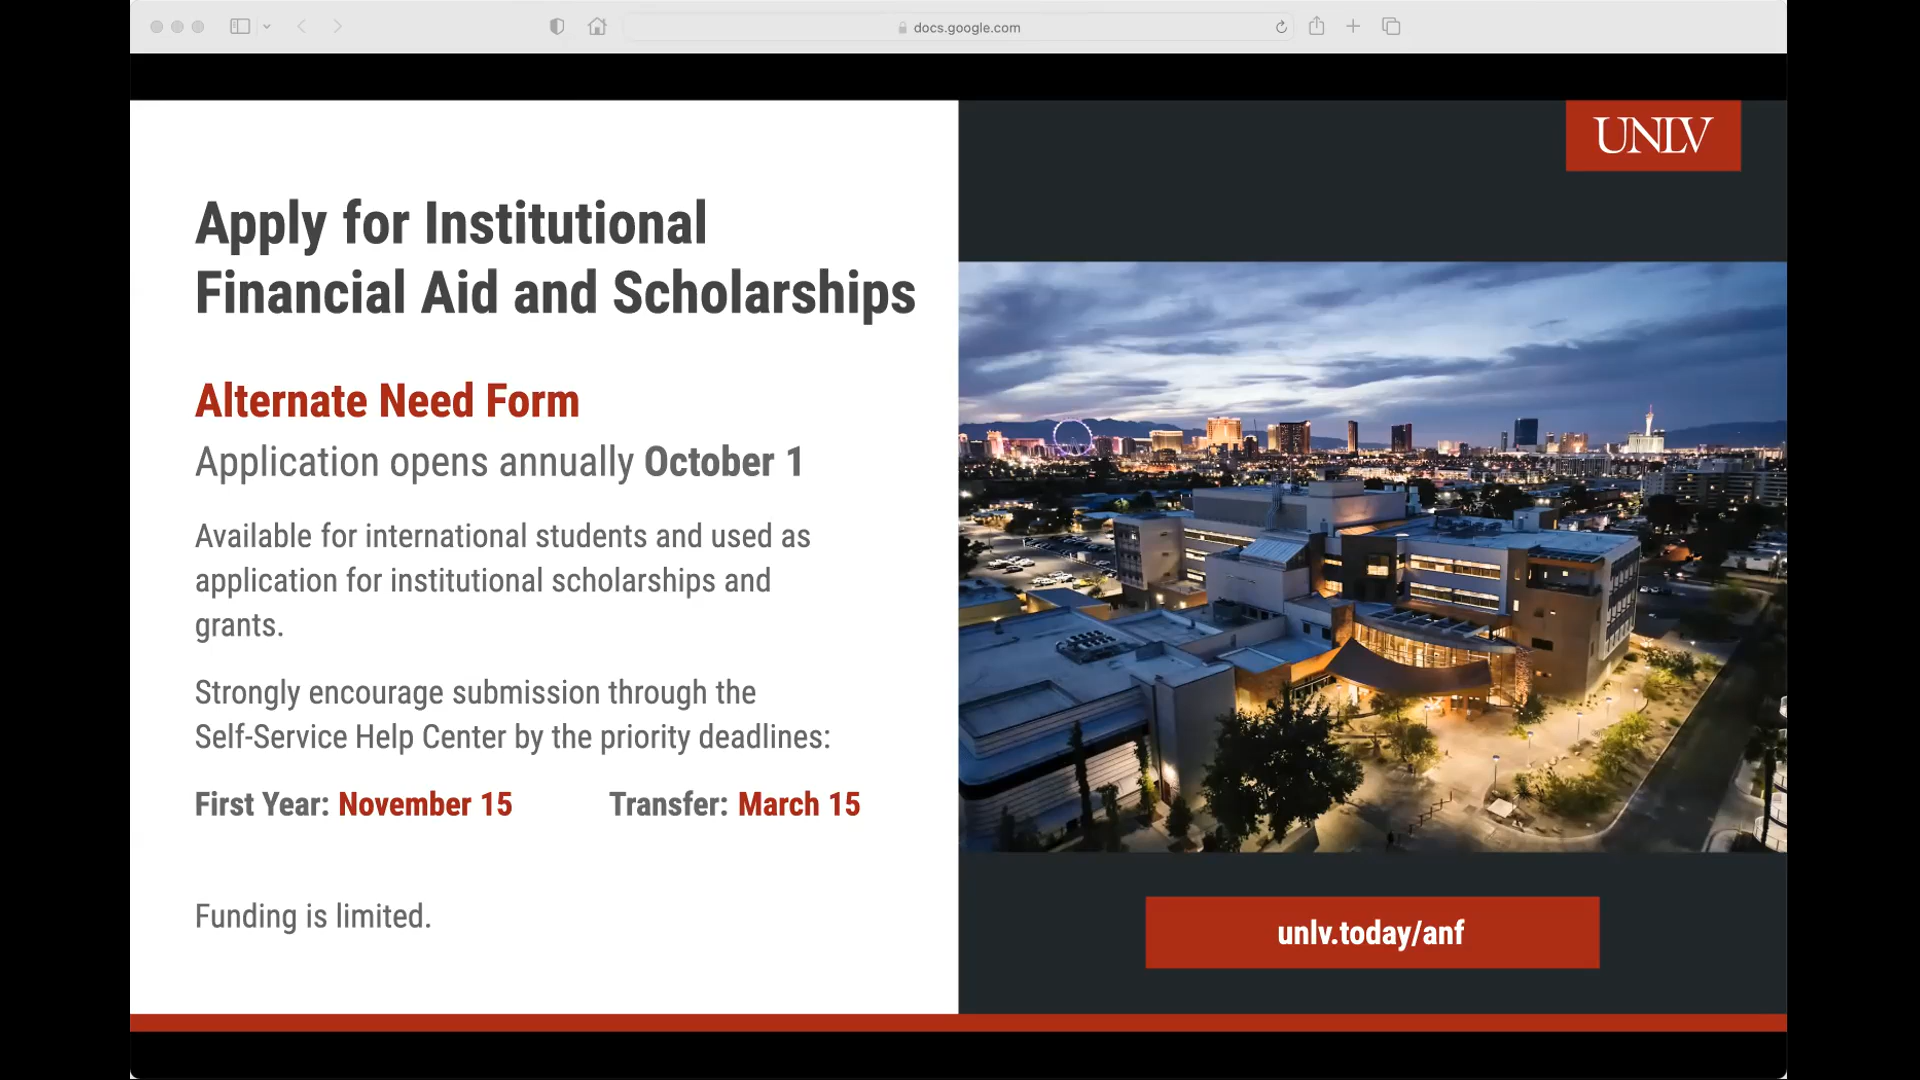 docs.google.com
UNLV
Apply for Institutional
Financial Aid and Scholarships
Alternate Need Form
Application opens annually October 1
Available for international students and used as
application for institutional scholarships and
grants.
Strongly encourage submission through the
Self-Service Help Center by the priority deadlines:
First Year: November 15 Transfer: March 15
Funding is limited.
unlv.today/anf